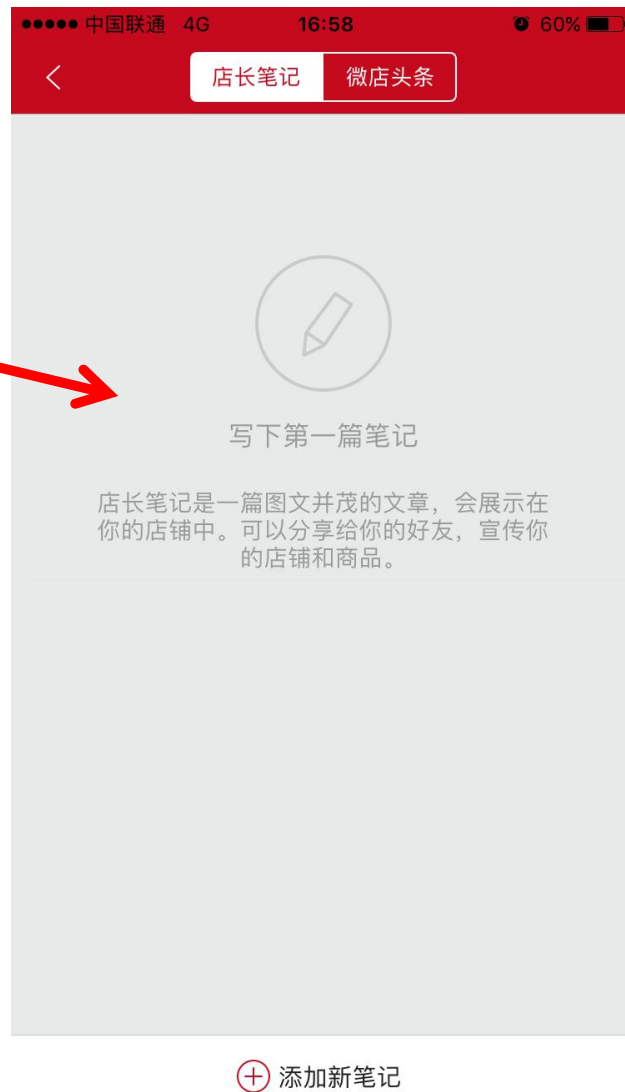 中国联通 4G 16:58 60%
店长笔记 微店头条
写下第一篇笔记
店长笔记是一篇图文并茂的文章，会展示在
你的店铺中。可以分享给你的好友，宣传你
的店铺和商品。
添加新笔记